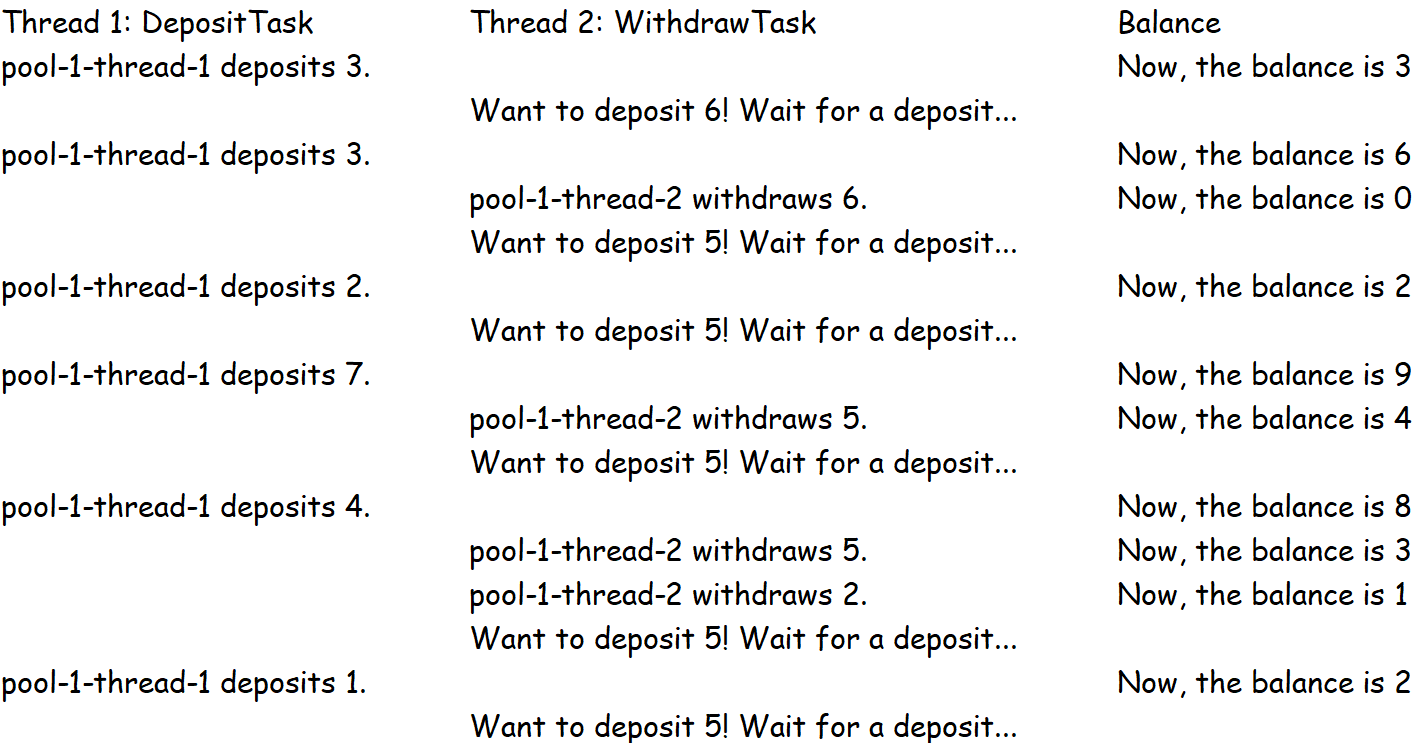 Thread 1: DepositTask Thread 2: WithdrawTask Balance
pool-1-thread-1 deposits 3. Now, the balance is 3
Want to deposit 6! Wait for a deposit...
pool-1-thread-1 deposits 3. Now, the balance is 6
pool-1-thread-2 withdraws 6. Now, the balance is 0
Want to deposit 5! Wait for a deposit...
pool-1-thread-1 deposits 2. Now, the balance is 2
Want to deposit 5! Wait for a deposit...
pool-1-thread-1 deposits 7. Now, the balance is 9
pool-1-thread-2 withdraws 5. Now, the balance is 4
Want to deposit 5! Wait for a deposit...
pool-1-thread-1 deposits 4. Now, the balance is 8
pool-1-thread-2 withdraws 5. Now, the balance is 3
pool-1-thread-2 withdraws 2. Now, the balance is 1
Want to deposit 5! Wait for a deposit...
pool-1-thread-1 deposits 1. Now, the balance is 2
Want to deposit 5! Wait for a deposit...